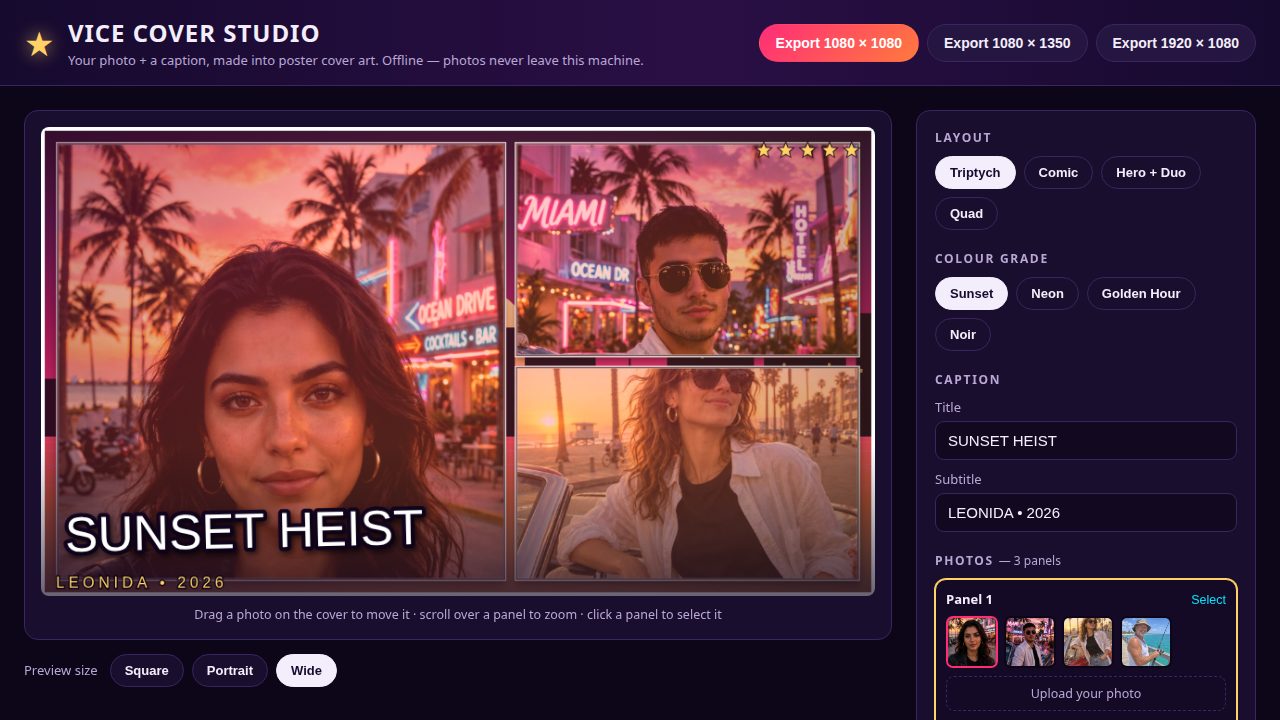 ★
VICE COVER STUDIO
Your photo + a caption, made into poster cover art. Offline — photos never leave this machine.
Export 1080 × 1080
Export 1080 × 1350
Export 1920 × 1080
OCEAN DRIVE
COCKTAILS • BAR
MIAMI
OCEAN DR
HOTEL
SUNSET HEIST
LEONIDA • 2026
Drag a photo on the cover to move it · scroll over a panel to zoom · click a panel to select it
Preview size
Square
Portrait
Wide
LAYOUT
Triptych
Comic
Hero + Duo
Quad
COLOUR GRADE
Sunset
Neon
Golden Hour
Noir
CAPTION
Title
SUNSET HEIST
Subtitle
LEONIDA • 2026
PHOTOS — 3 panels
Panel 1
Select
Upload your photo